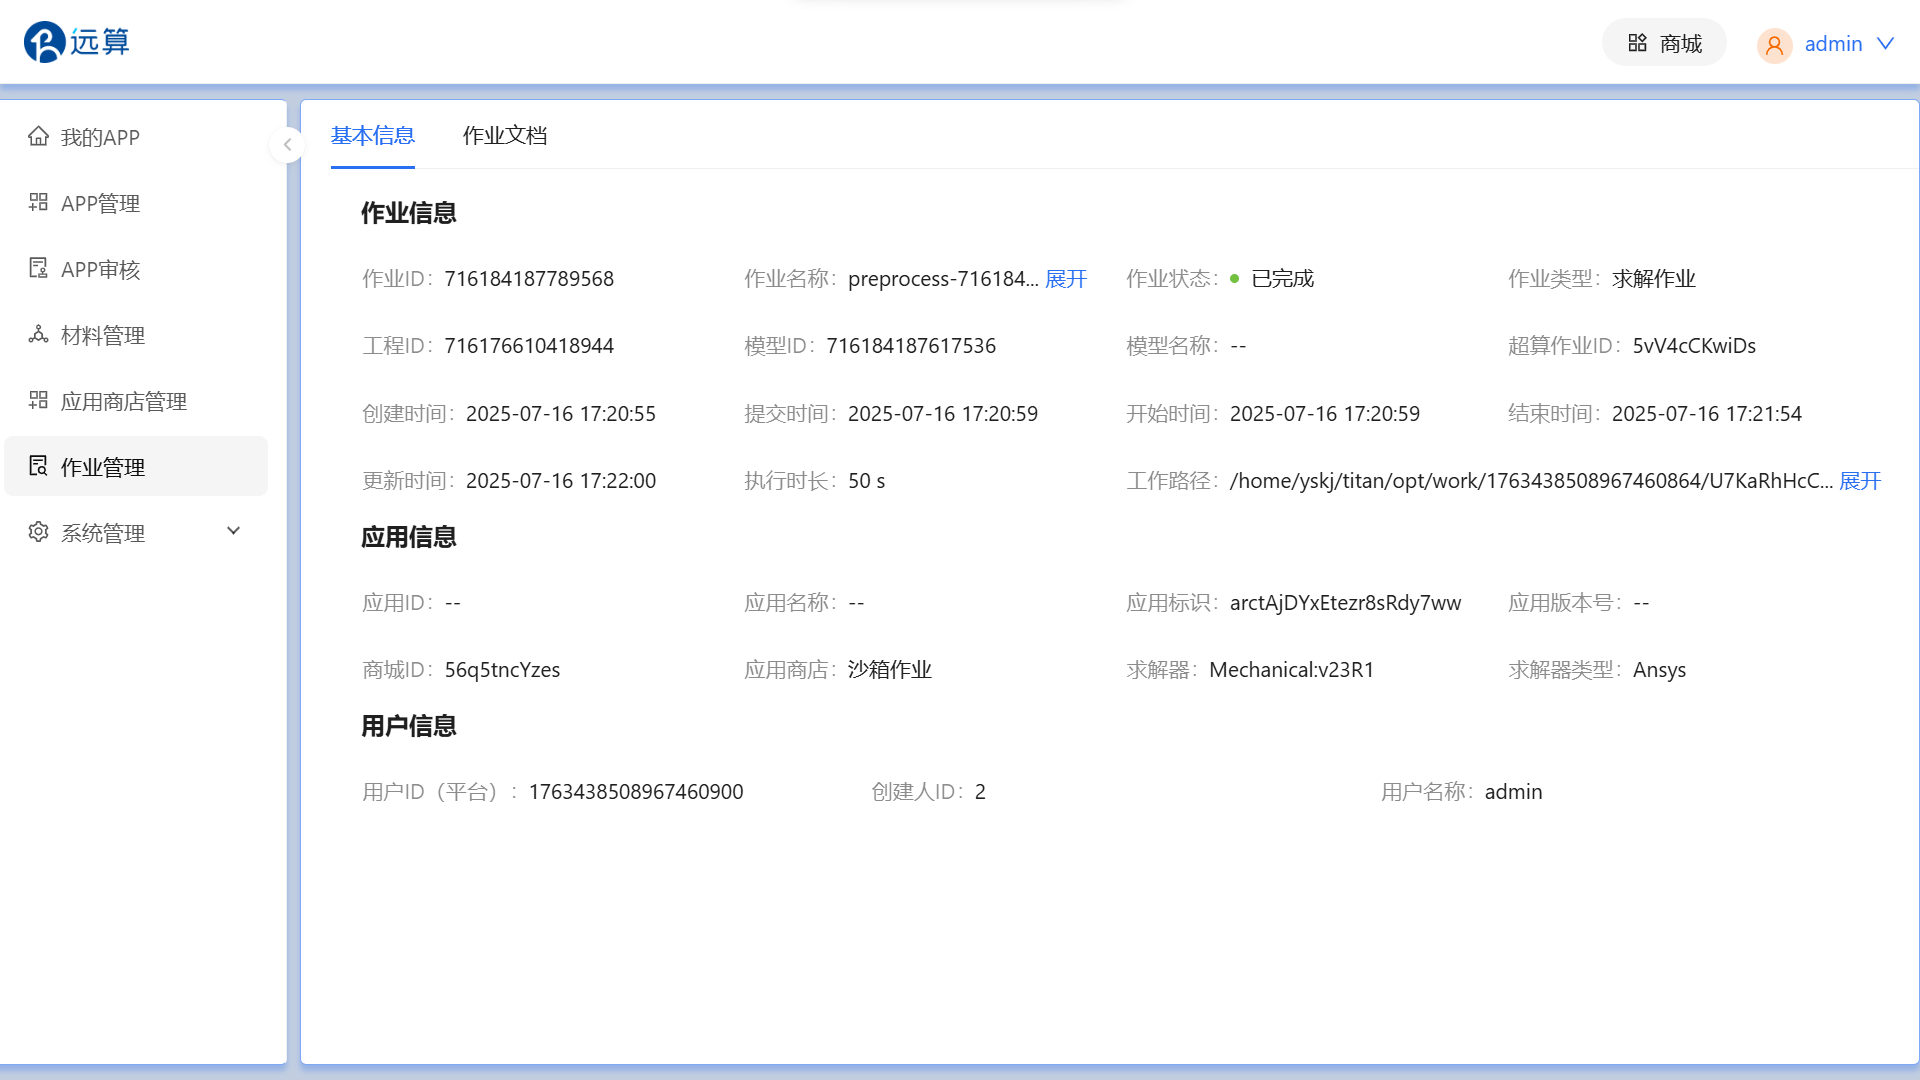 远算
商城
admin
我的APP
APP管理
APP审核
材料管理
应用商店管理
作业管理
系统管理
基本信息 作业文档
作业信息
作业ID: 716184187789568 作业名称: preprocess-716184... 展开 作业状态: 已完成 作业类型: 求解作业
工程ID: 716176610418944 模型ID: 716184187617536 模型名称: -- 超算作业ID: 5vV4cCKwiDs
创建时间: 2025-07-16 17:20:55 提交时间: 2025-07-16 17:20:59 开始时间: 2025-07-16 17:20:59 结束时间: 2025-07-16 17:21:54
更新时间: 2025-07-16 17:22:00 执行时长: 50 s 工作路径: /home/yskj/titan/opt/work/1763438508967460864/U7KaRhHcC... 展开
应用信息
应用ID: -- 应用名称: -- 应用标识: arctAjDYxEtezr8sRdy7ww 应用版本号: --
商城ID: 56q5tncYzes 应用商店: 沙箱作业 求解器: Mechanical:v23R1 求解器类型: Ansys
用户信息
用户ID（平台）: 1763438508967460900 创建人ID: 2 用户名称: admin